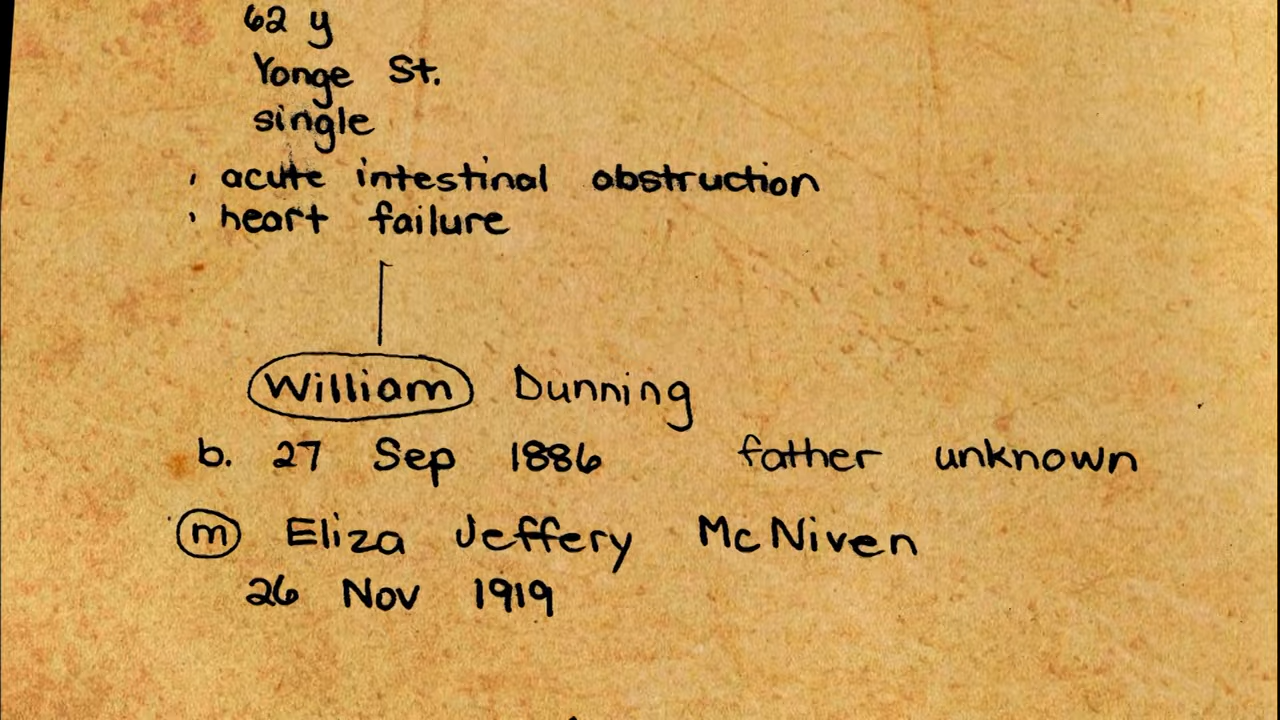 62 y
Yonge St.
single
, acute intestinal obstruction
, heart failure
William Dunning
b. 27 Sep 1886 father unknown
m Eliza Jeffery McNiven
26 Nov 1919